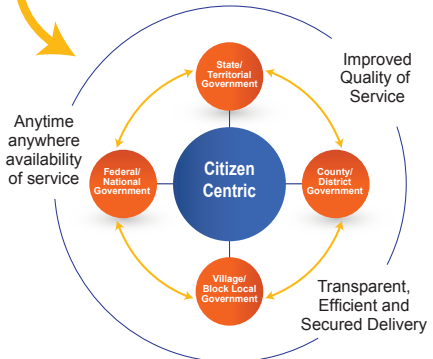 State/
Territorial
Government
Improved
Quality of
Service
Anytime
anywhere
availability
of service
Federal/
National
Government
Citizen
Centric
County/
District
Government
Village/
Block Local
Government
Transparent,
Efficient and
Secured Delivery